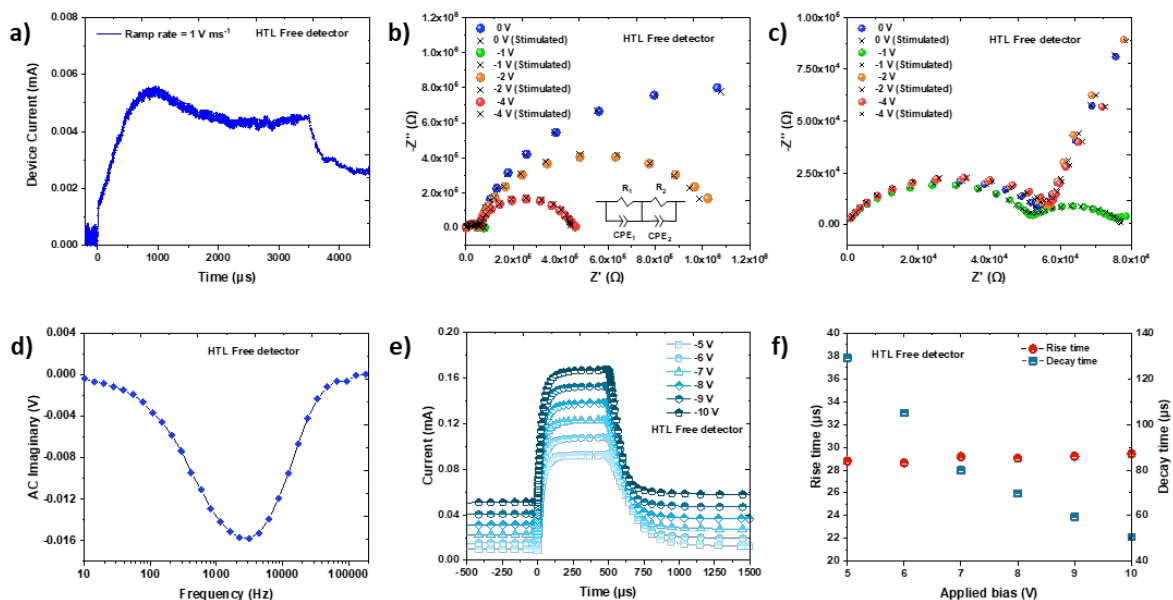 a)
Ramp rate = 1 V ms⁻¹
HTL Free detector
0.008
0.006
0.004
0.002
0.000
Device Current (mA)
0
1000
2000
3000
4000
Time (µs)
b)
0 V
0 V (Stimulated)
-1 V
-1 V (Stimulated)
-2 V
-2 V (Stimulated)
-4 V
-4 V (Stimulated)
HTL Free detector
1.2x10⁶
1.0x10⁶
8.0x10⁵
6.0x10⁵
4.0x10⁵
2.0x10⁵
0.0
-Z'' (Ω)
R₁
R₂
CPE₁
CPE₂
0.0
2.0x10⁵
4.0x10⁵
6.0x10⁵
8.0x10⁵
1.0x10⁶
1.2x10⁶
Z' (Ω)
c)
0 V
0 V (Stimulated)
-1 V
-1 V (Stimulated)
-2 V
-2 V (Stimulated)
-4 V
-4 V (Stimulated)
HTL Free detector
1.00x10⁵
7.50x10⁴
5.00x10⁴
2.50x10⁴
0.00
-Z'' (Ω)
0.0
2.0x10⁴
4.0x10⁴
6.0x10⁴
8.0x10⁴
Z' (Ω)
d)
HTL Free detector
0.004
0.000
-0.004
-0.008
-0.012
-0.016
AC Imaginary (V)
10
100
1000
10000
100000
Frequency (Hz)
e)
-5 V
-6 V
-7 V
-8 V
-9 V
-10 V
HTL Free detector
0.20
0.16
0.12
0.08
0.04
0.00
Current (mA)
-500
-250
0
250
500
750
1000
1250
1500
Time (µs)
f)
HTL Free detector
Rise time
Decay time
40
38
36
34
32
30
28
26
24
22
20
Rise time (µs)
140
120
100
80
60
40
Decay time (µs)
5
6
7
8
9
10
Applied bias (V)